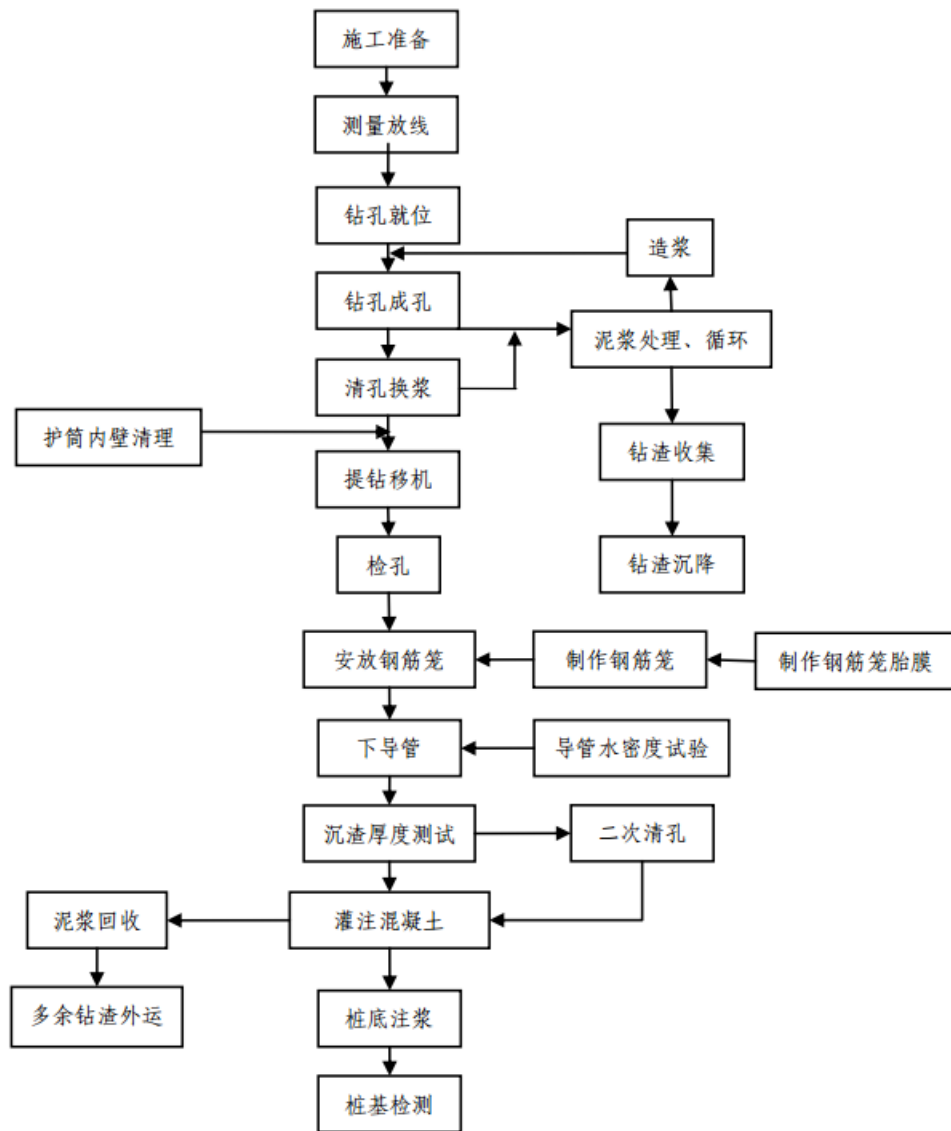 施工准备
测量放线
钻孔就位
造浆
钻孔成孔
泥浆处理、循环
清孔换浆
护筒内壁清理
钻渣收集
提钻移机
检孔
钻渣沉降
安放钢筋笼
制作钢筋笼
制作钢筋笼胎膜
下导管
导管水密度试验
沉渣厚度测试
二次清孔
泥浆回收
灌注混凝土
多余钻渣外运
桩底注浆
桩基检测